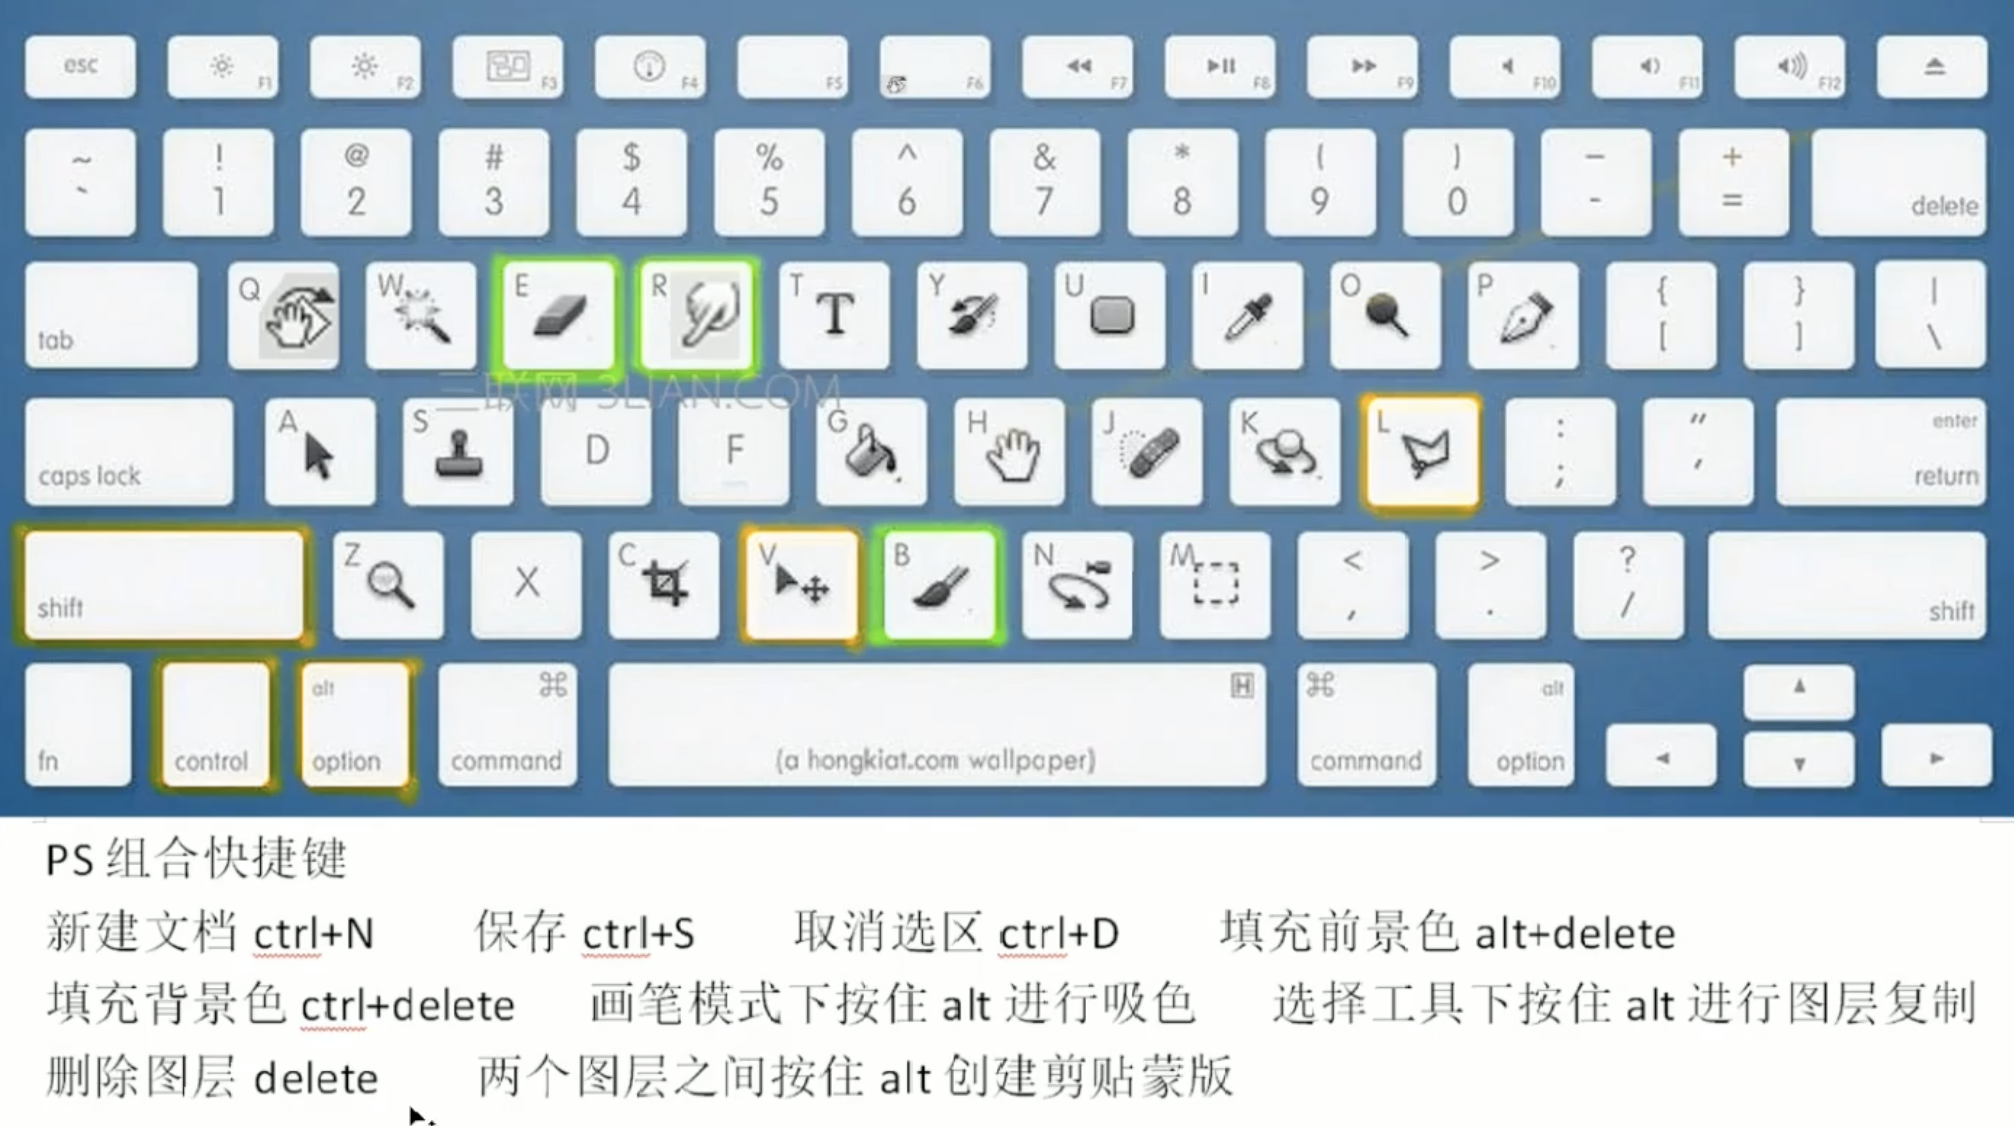 esc F1 F2 F3 F4 F5 F6 F7 F8 F9 F10 F11 F12
~ ! @ # $ % ^ & * ( ) — +
` 1 2 3 4 5 6 7 8 9 0 - = delete
Q W E R T Y U I O P { } |
tab [ ] \
三联网 3LIAN.COM
A S D F G H J K L : " enter
caps lock ; ' return
Z X C V B N M < > ?
shift , . / shift
alt ⌘ H ⌘ alt
fn control option command (a hongkiat.com wallpaper) command option
PS 组合快捷键
新建文档 ctrl+N 保存 ctrl+S 取消选区 ctrl+D 填充前景色 alt+delete
填充背景色 ctrl+delete 画笔模式下按住 alt 进行吸色 选择工具下按住 alt 进行图层复制
删除图层 delete 两个图层之间按住 alt 创建剪贴蒙版